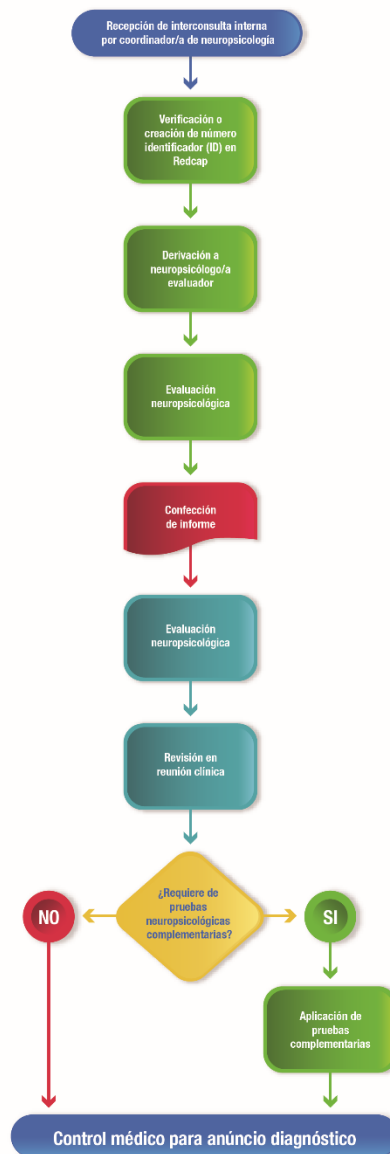 Recepción de interconsulta interna
por coordinador/a de neuropsicología
Verificación o
creación de número
identificador (ID) en
Redcap
Derivación a
neuropsicólogo/a
evaluador
Evaluación
neuropsicológica
Confección
de informe
Evaluación
neuropsicológica
Revisión en
reunión clínica
¿Requiere de
pruebas
neuropsicológicas
complementarias?
NO
SI
Aplicación de
pruebas
complementarias
Control médico para anúncio diagnóstico